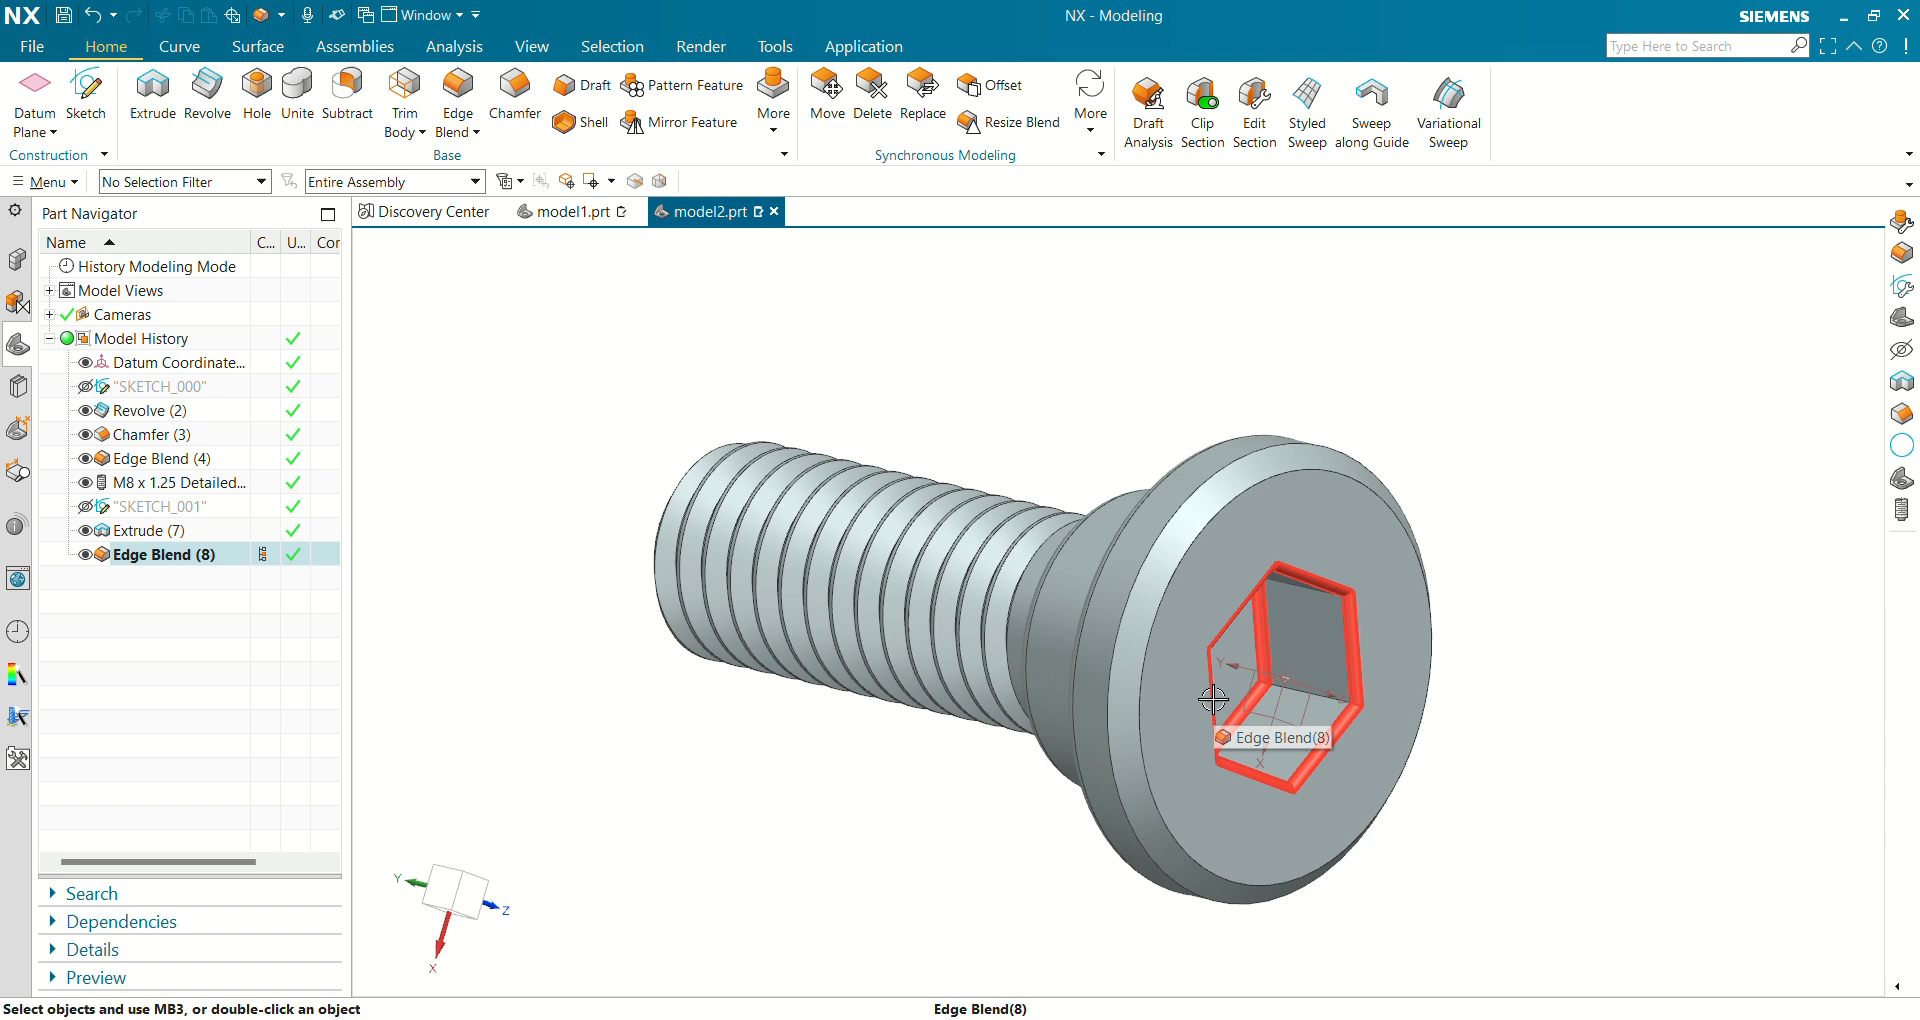 NX
Window
NX - Modeling
SIEMENS
File
Home
Curve
Surface
Assemblies
Analysis
View
Selection
Render
Tools
Application
Type Here to Search
Datum Plane
Sketch
Extrude
Revolve
Hole
Unite
Subtract
Trim Body
Edge Blend
Chamfer
Draft
Shell
Pattern Feature
Mirror Feature
More
Move
Delete
Replace
Offset
Resize Blend
More
Draft Analysis
Clip Section
Edit Section
Styled Sweep
Sweep along Guide
Variational Sweep
Construction
Base
Synchronous Modeling
Menu
No Selection Filter
Entire Assembly
Part Navigator
Discovery Center
model1.prt
model2.prt
Name
C...
U...
Cor
History Modeling Mode
Model Views
Cameras
Model History
Datum Coordinate...
"SKETCH_000"
Revolve (2)
Chamfer (3)
Edge Blend (4)
M8 x 1.25 Detailed...
"SKETCH_001"
Extrude (7)
Edge Blend (8)
Y
Edge Blend(8)
X
Y
Z
X
Search
Dependencies
Details
Preview
Select objects and use MB3, or double-click an object
Edge Blend(8)